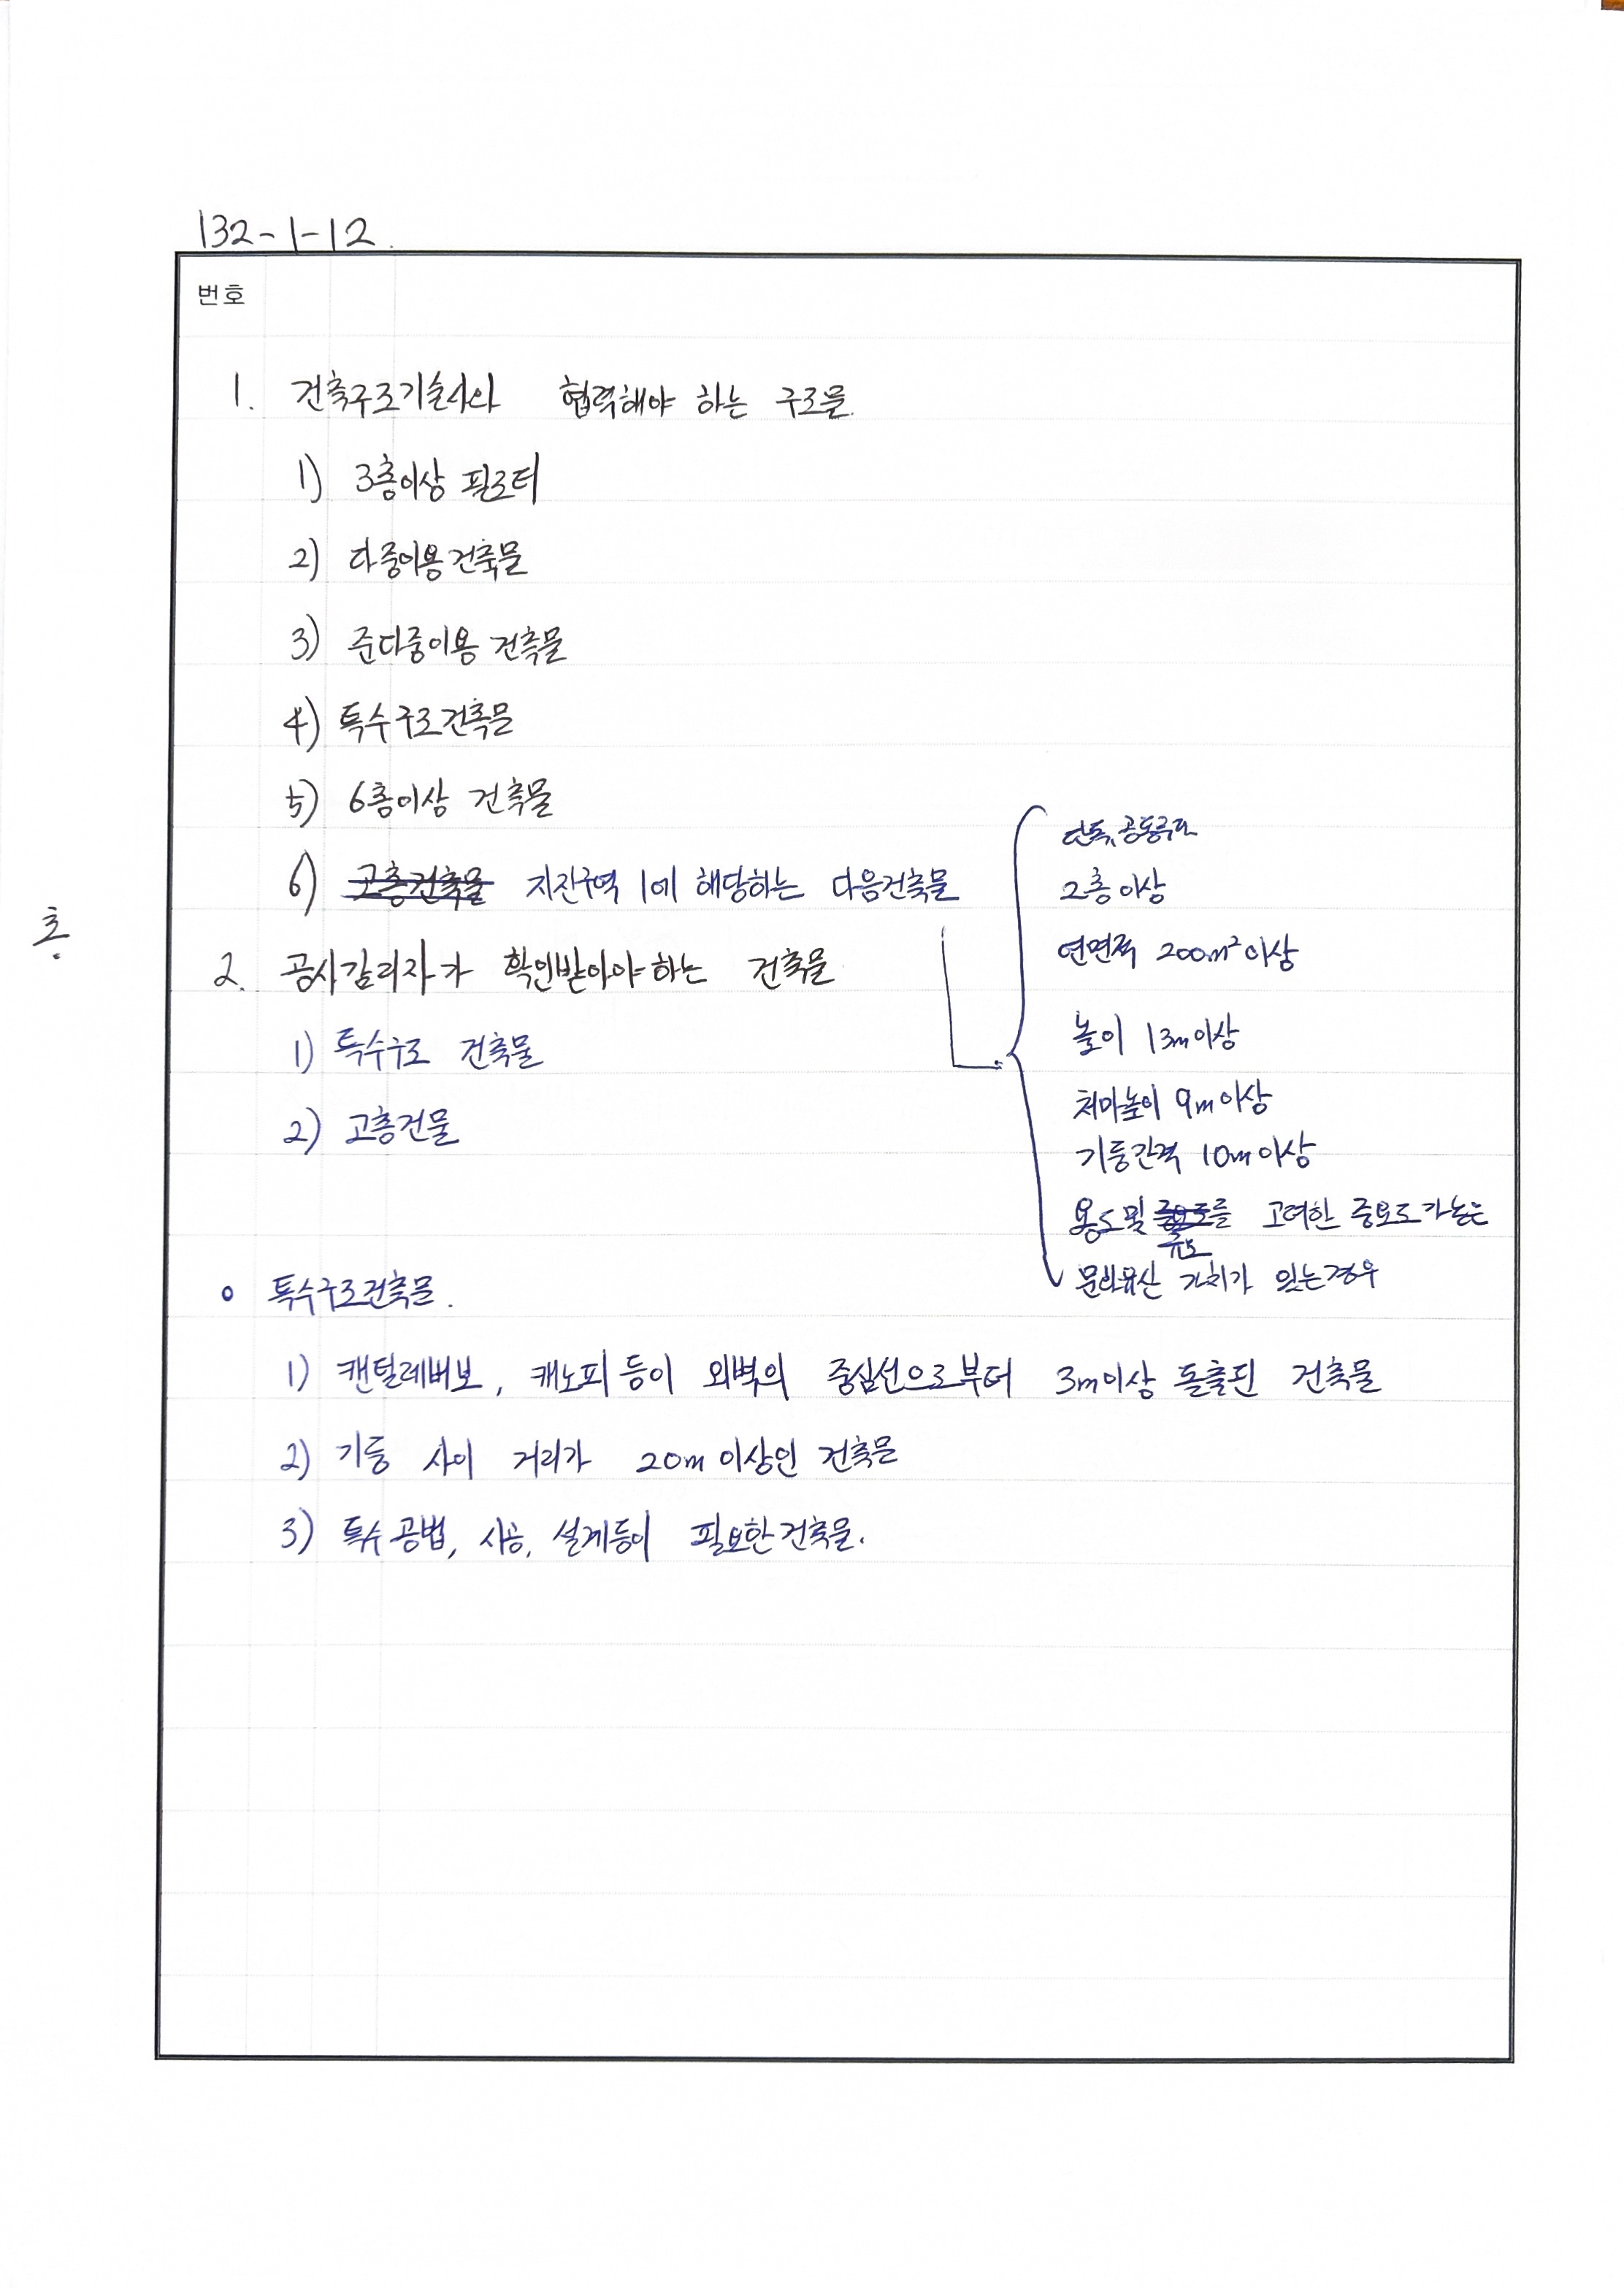 132-1-12.
번호
1. 건축구조기술사와 협력해야 하는 구조물.
1) 3층이상 필로티
2) 다중이용건축물
3) 준다중이용 건축물
4) 특수구조건축물
5) 6층이상 건축물
6) 고층건축물 지진구역 1에 해당하는 다음건축물
단독, 공동주택
2층 이상
연면적 200m² 이상
높이 13m 이상
처마높이 9m 이상
기둥간격 10m 이상
용도 및 규모를 고려한 중요도가 높은
문화유산 가치가 있는경우
층
2. 공사감리자가 확인받아야 하는 건축물
1) 특수구조 건축물
2) 고층건물
○ 특수구조건축물.
1) 캔틸레버보, 캐노피 등이 외벽의 중심선으로부터 3m이상 돌출된 건축물
2) 기둥 사이 거리가 20m 이상인 건축물
3) 특수 공법, 시공, 설계등이 필요한 건축물.